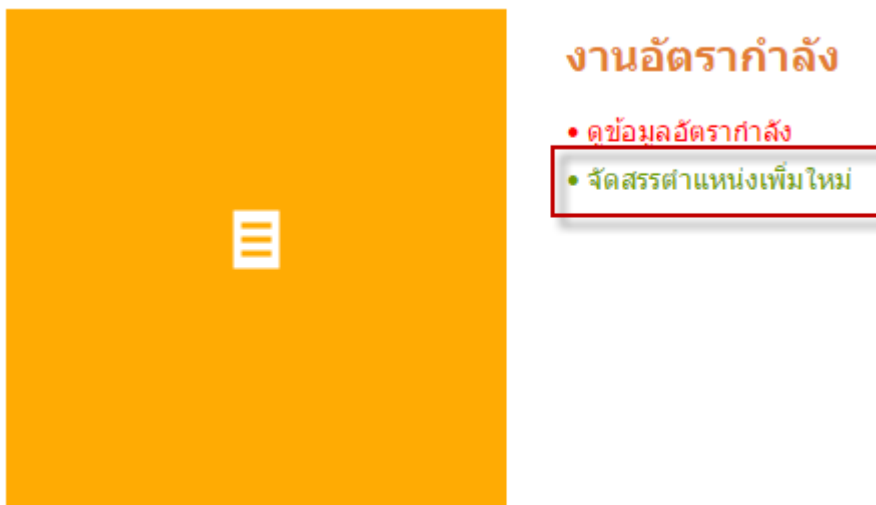 งานอัตรากำลัง
• ดูข้อมูลอัตรากำลัง
• จัดสรรตำแหน่งเพิ่มใหม่